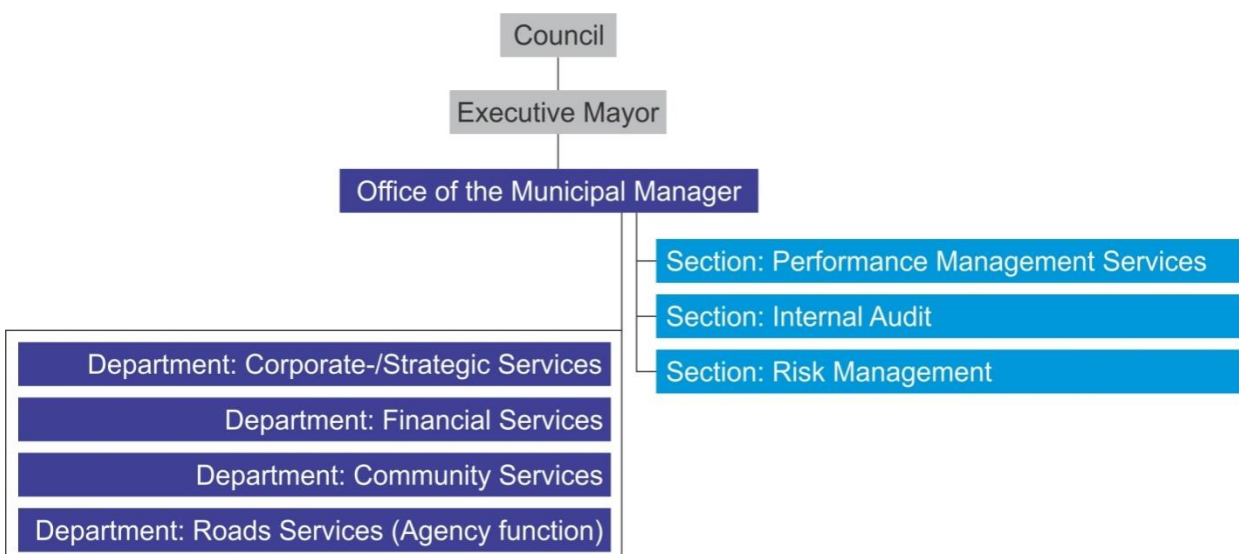 Council
Executive Mayor
Office of the Municipal Manager
Section: Performance Management Services
Section: Internal Audit
Section: Risk Management
Department: Corporate-/Strategic Services
Department: Financial Services
Department: Community Services
Department: Roads Services (Agency function)